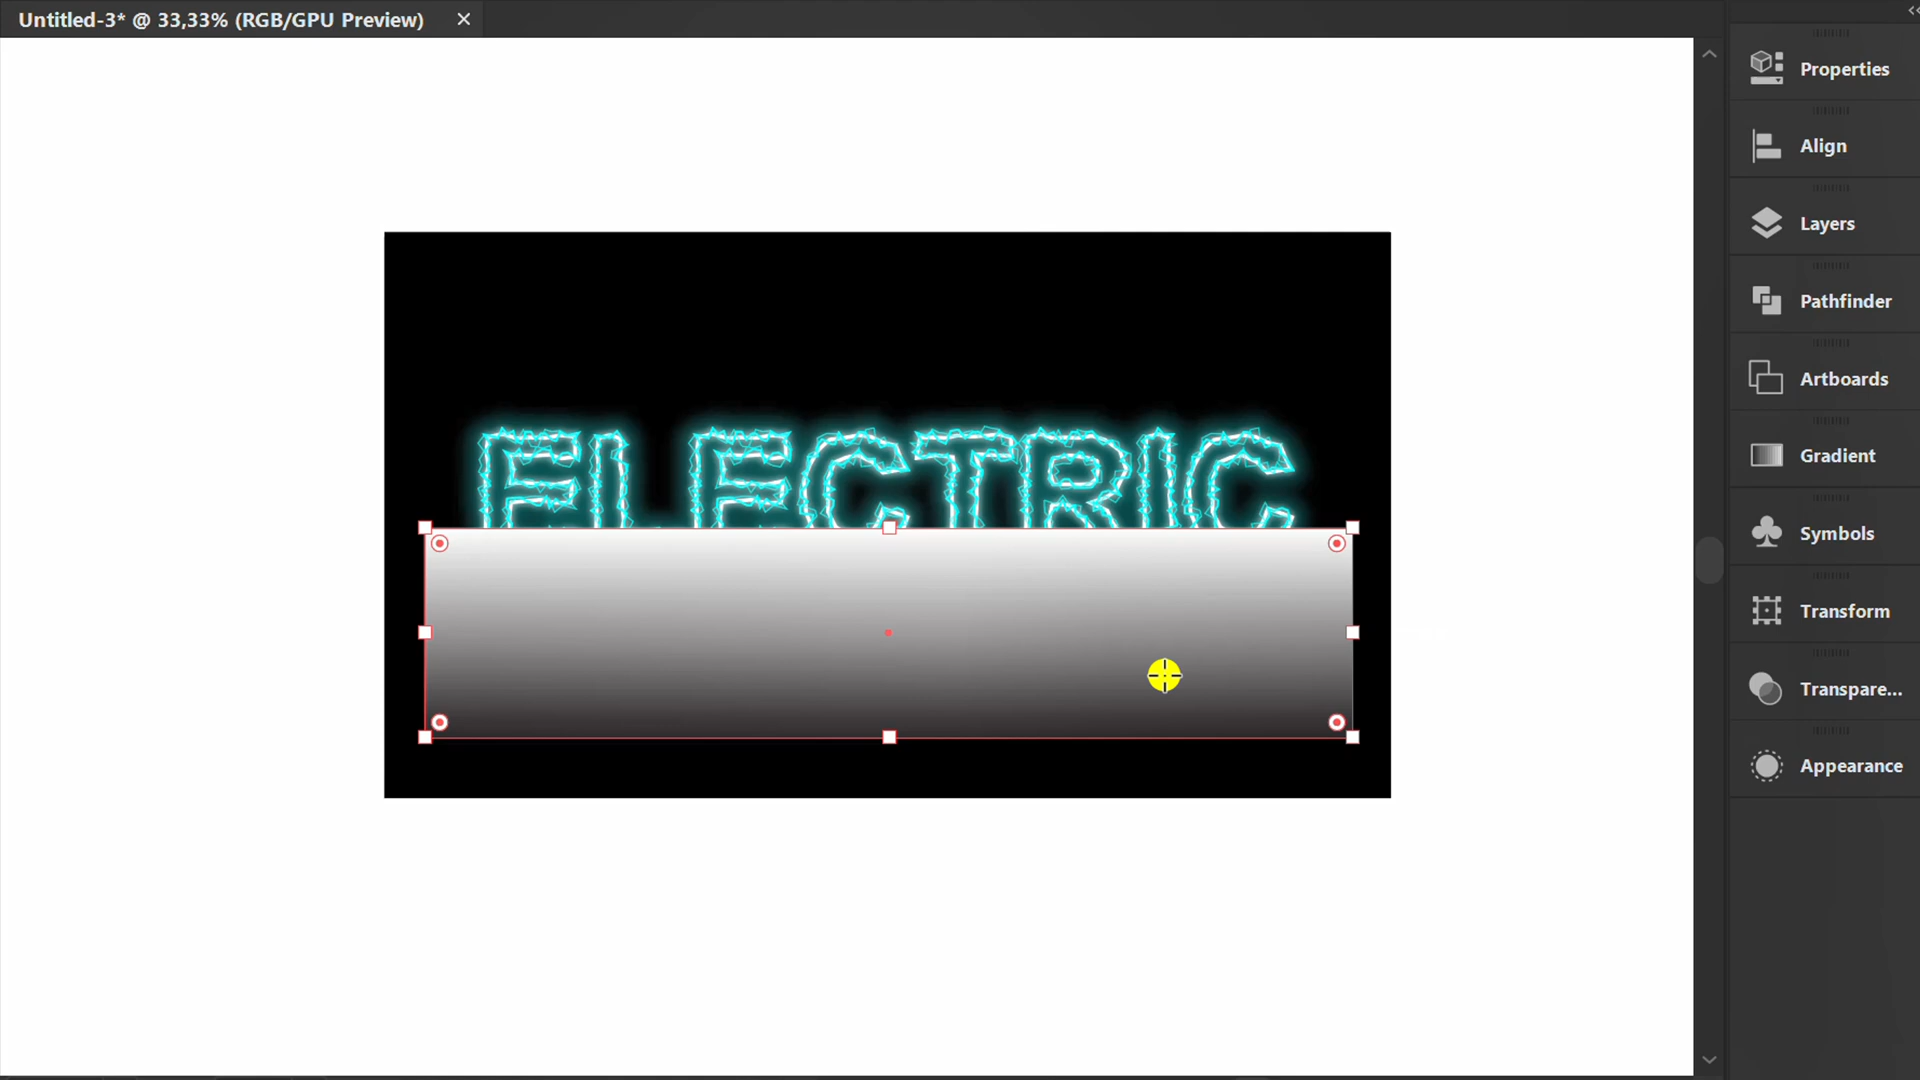 Untitled-3* @ 33,33% (RGB/GPU Preview)
Properties
Align
Layers
Pathfinder
Artboards
Gradient
Symbols
Transform
Transpare...
Appearance
ELECTRIC